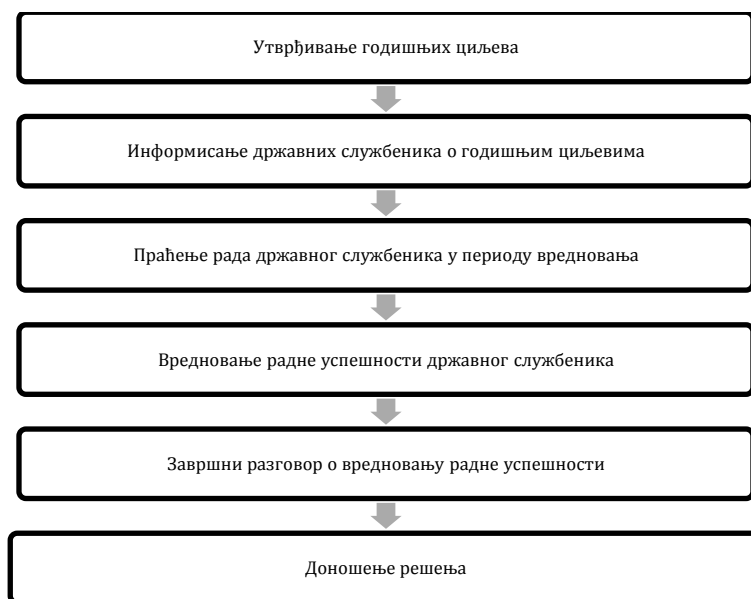 Утврђивање годишњих циљева
Информисање државних службеника о годишњим циљевима
Праћење рада државног службеника у периоду вредновања
Вредновање радне успешности државног службеника
Завршни разговор о вредновању радне успешности
Доношење решења